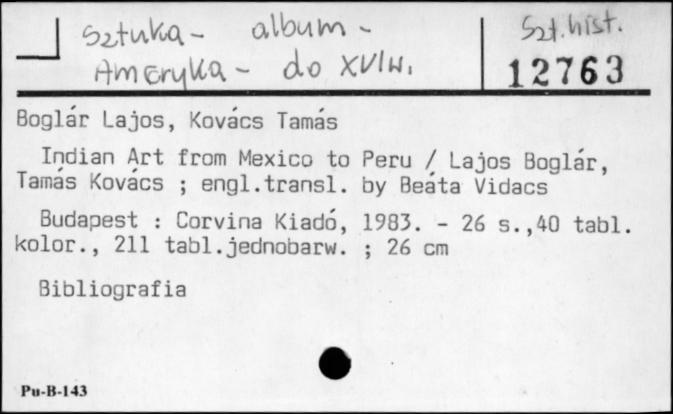 Sztuka - album -
Ameryka - do XVIw.
Szt. hist.
12763
Boglár Lajos, Kovács Tamás
Indian Art from Mexico to Peru / Lajos Boglár,
Tamás Kovács ; engl.transl. by Beáta Vidacs
Budapest : Corvina Kiadó, 1983. - 26 s.,40 tabl.
kolor., 211 tabl.jednobarw. ; 26 cm
Bibliografia
Pu-B-143